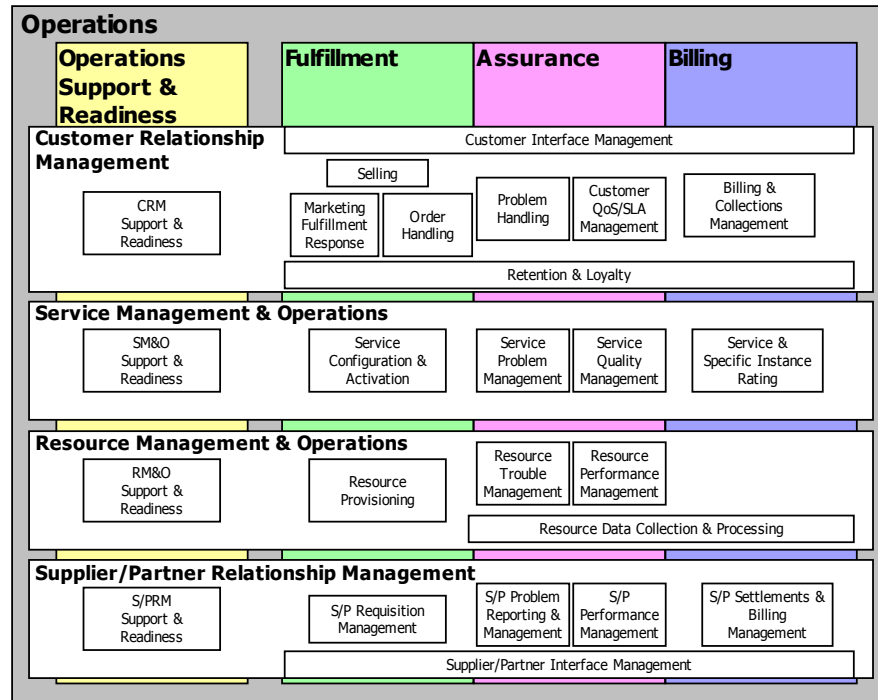 Operations
Operations
Support &
Readiness
Fulfillment
Assurance
Billing
Customer Relationship
Management
Customer Interface Management
Selling
CRM
Support &
Readiness
Marketing
Fulfillment
Response
Order
Handling
Problem
Handling
Customer
QoS/SLA
Management
Billing &
Collections
Management
Retention & Loyalty
Service Management & Operations
SM&O
Support &
Readiness
Service
Configuration &
Activation
Service
Problem
Management
Service
Quality
Management
Service &
Specific Instance
Rating
Resource Management & Operations
RM&O
Support &
Readiness
Resource
Provisioning
Resource
Trouble
Management
Resource
Performance
Management
Resource Data Collection & Processing
Supplier/Partner Relationship Management
S/PRM
Support &
Readiness
S/P Requisition
Management
S/P Problem
Reporting &
Management
S/P
Performance
Management
S/P Settlements &
Billing
Management
Supplier/Partner Interface Management